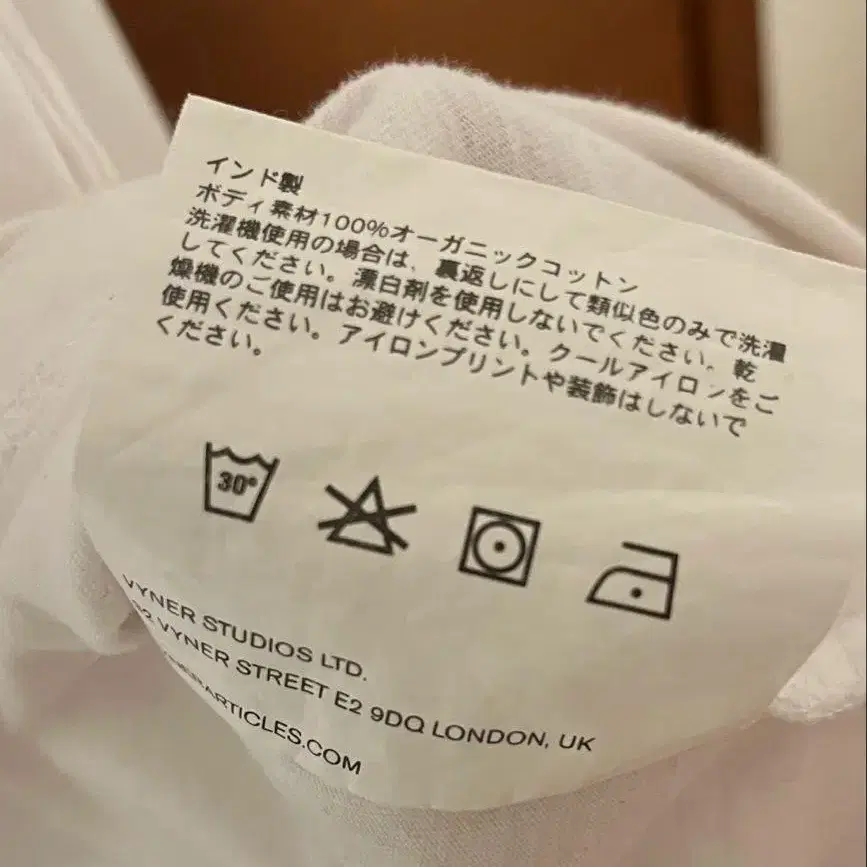 インド製
ボディ素材100%オーガニックコットン
洗濯機使用の場合は、裏返しにして類似色のみで洗濯
してください。漂白剤を使用しないでください。乾
燥機のご使用はお避けください。クールアイロンをご
使用ください。アイロンプリントや装飾はしないで
ください。
30°
VYNER STUDIOS LTD.
VYNER STREET E2 9DQ LONDON, UK
ARTICLES.COM